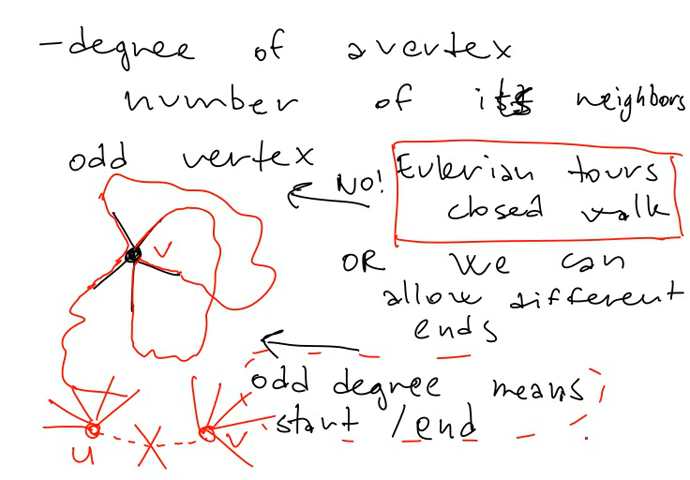 -degree of a vertex
number of its neighbors
odd vertex
NO! Eulerian tours
closed walk
v
OR we can
allow different
ends
odd degree means
start / end
u
v